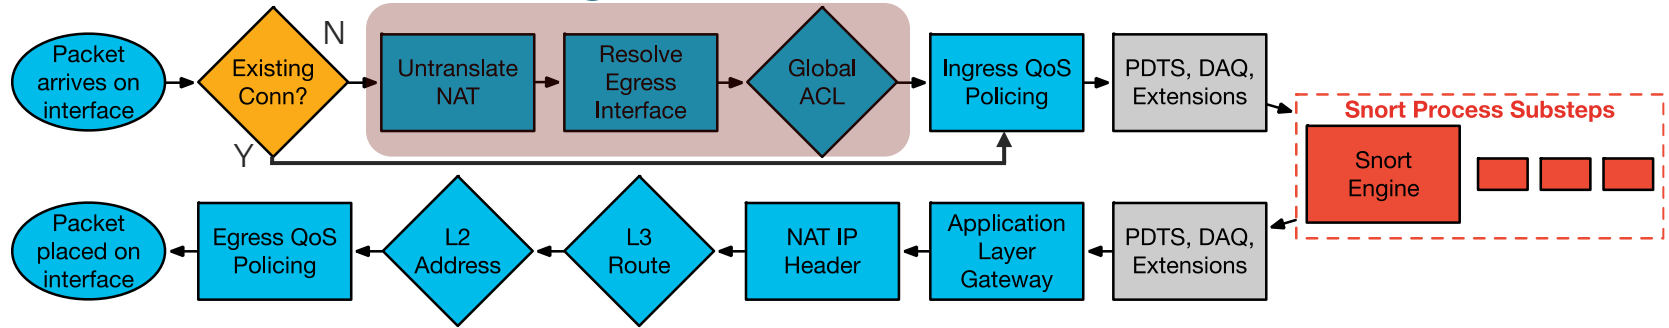 Packet
arrives on
interface
Existing
Conn?
N
Y
Untranslate
NAT
Resolve
Egress
Interface
Global
ACL
Ingress QoS
Policing
PDTS, DAQ,
Extensions
Snort Process Substeps
Snort
Engine
PDTS, DAQ,
Extensions
Application
Layer
Gateway
NAT IP
Header
L3
Route
L2
Address
Egress QoS
Policing
Packet
placed on
interface